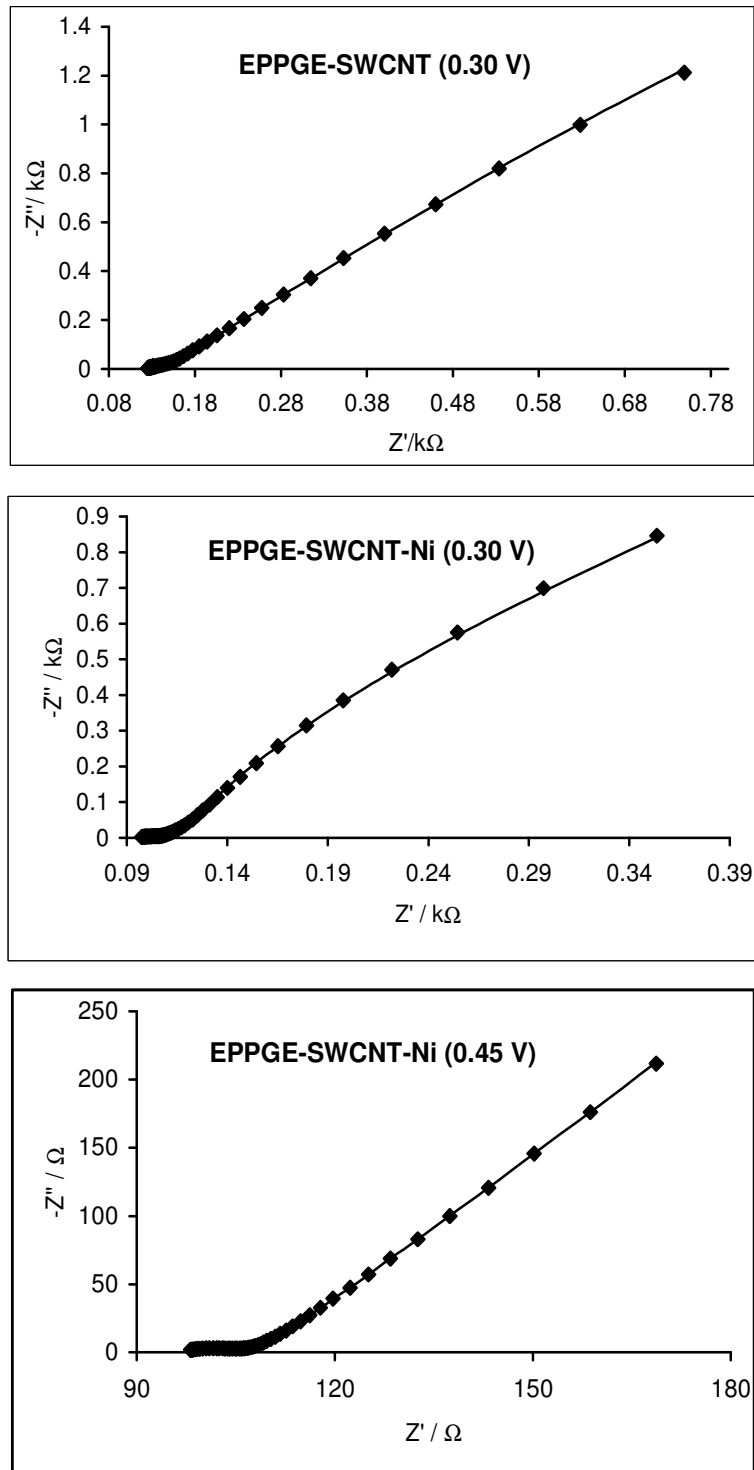 EPPGE-SWCNT (0.30 V)
-Z"/ kΩ
1.4
1.2
1
0.8
0.6
0.4
0.2
0
0.08 0.18 0.28 0.38 0.48 0.58 0.68 0.78
Z'/kΩ
EPPGE-SWCNT-Ni (0.30 V)
-Z" / kΩ
0.9
0.8
0.7
0.6
0.5
0.4
0.3
0.2
0.1
0
0.09 0.14 0.19 0.24 0.29 0.34 0.39
Z' / kΩ
EPPGE-SWCNT-Ni (0.45 V)
-Z" / Ω
250
200
150
100
50
0
90 120 150 180
Z' / Ω